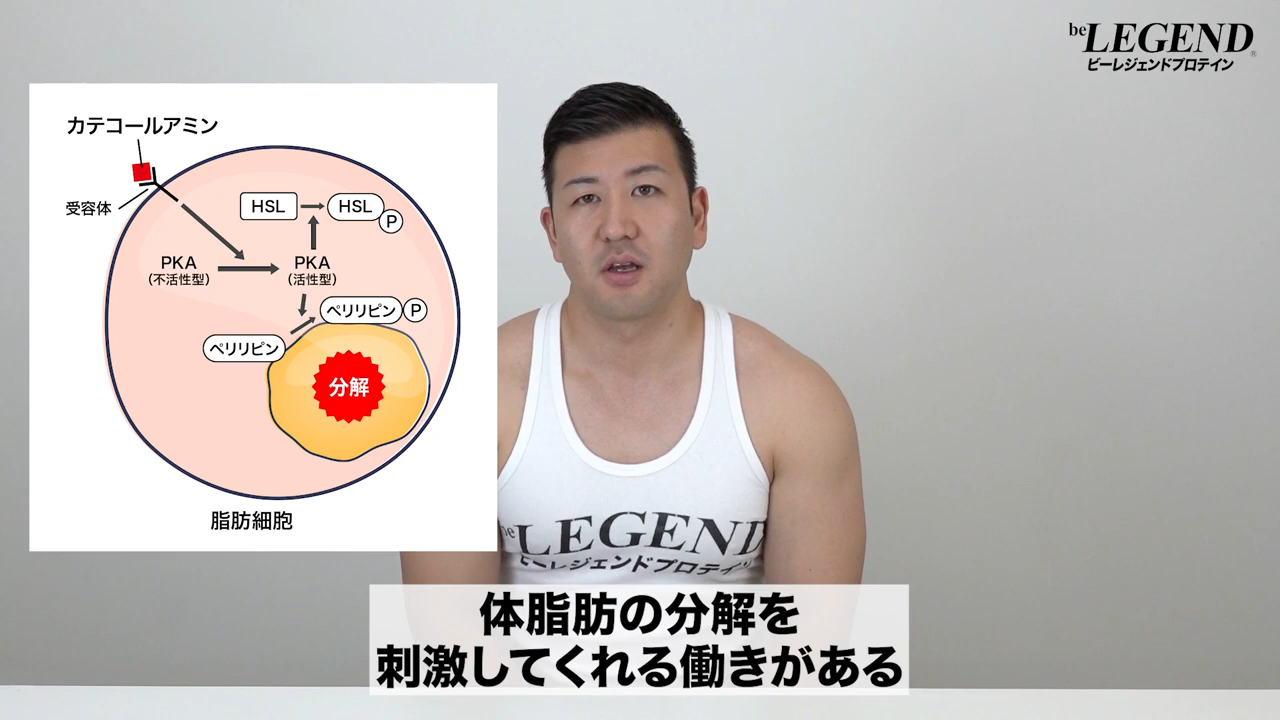 be LEGEND
ビーレジェンドプロテイン
カテコールアミン
受容体
HSL
HSL
P
PKA
(不活性型)
PKA
(活性型)
ペリリピン
P
ペリリピン
分解
脂肪細胞
be LEGEND
ビーレジェンドプロテイン
体脂肪の分解を
刺激してくれる働きがある